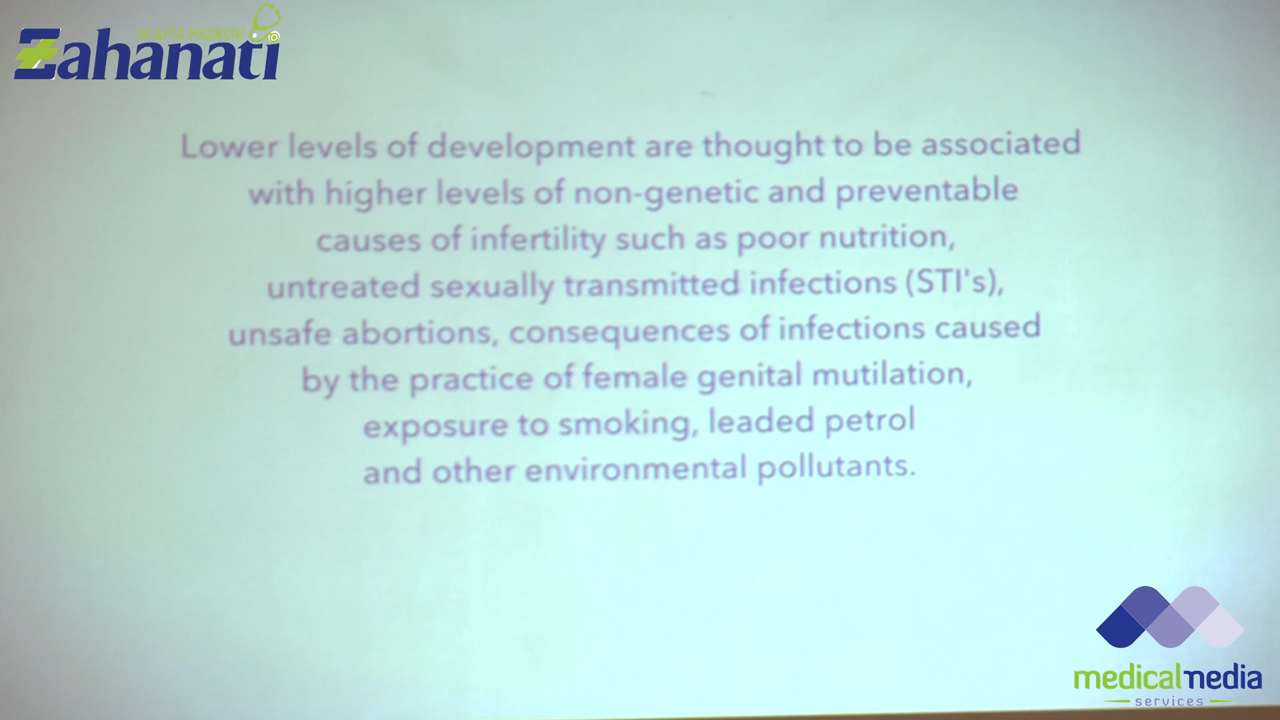 Zahanati
Lower levels of development are thought to be associated
with higher levels of non-genetic and preventable
causes of infertility such as poor nutrition,
untreated sexually transmitted infections (STI's),
unsafe abortions, consequences of infections caused
by the practice of female genital mutilation,
exposure to smoking, leaded petrol
and other environmental pollutants.
medicalmedia
services